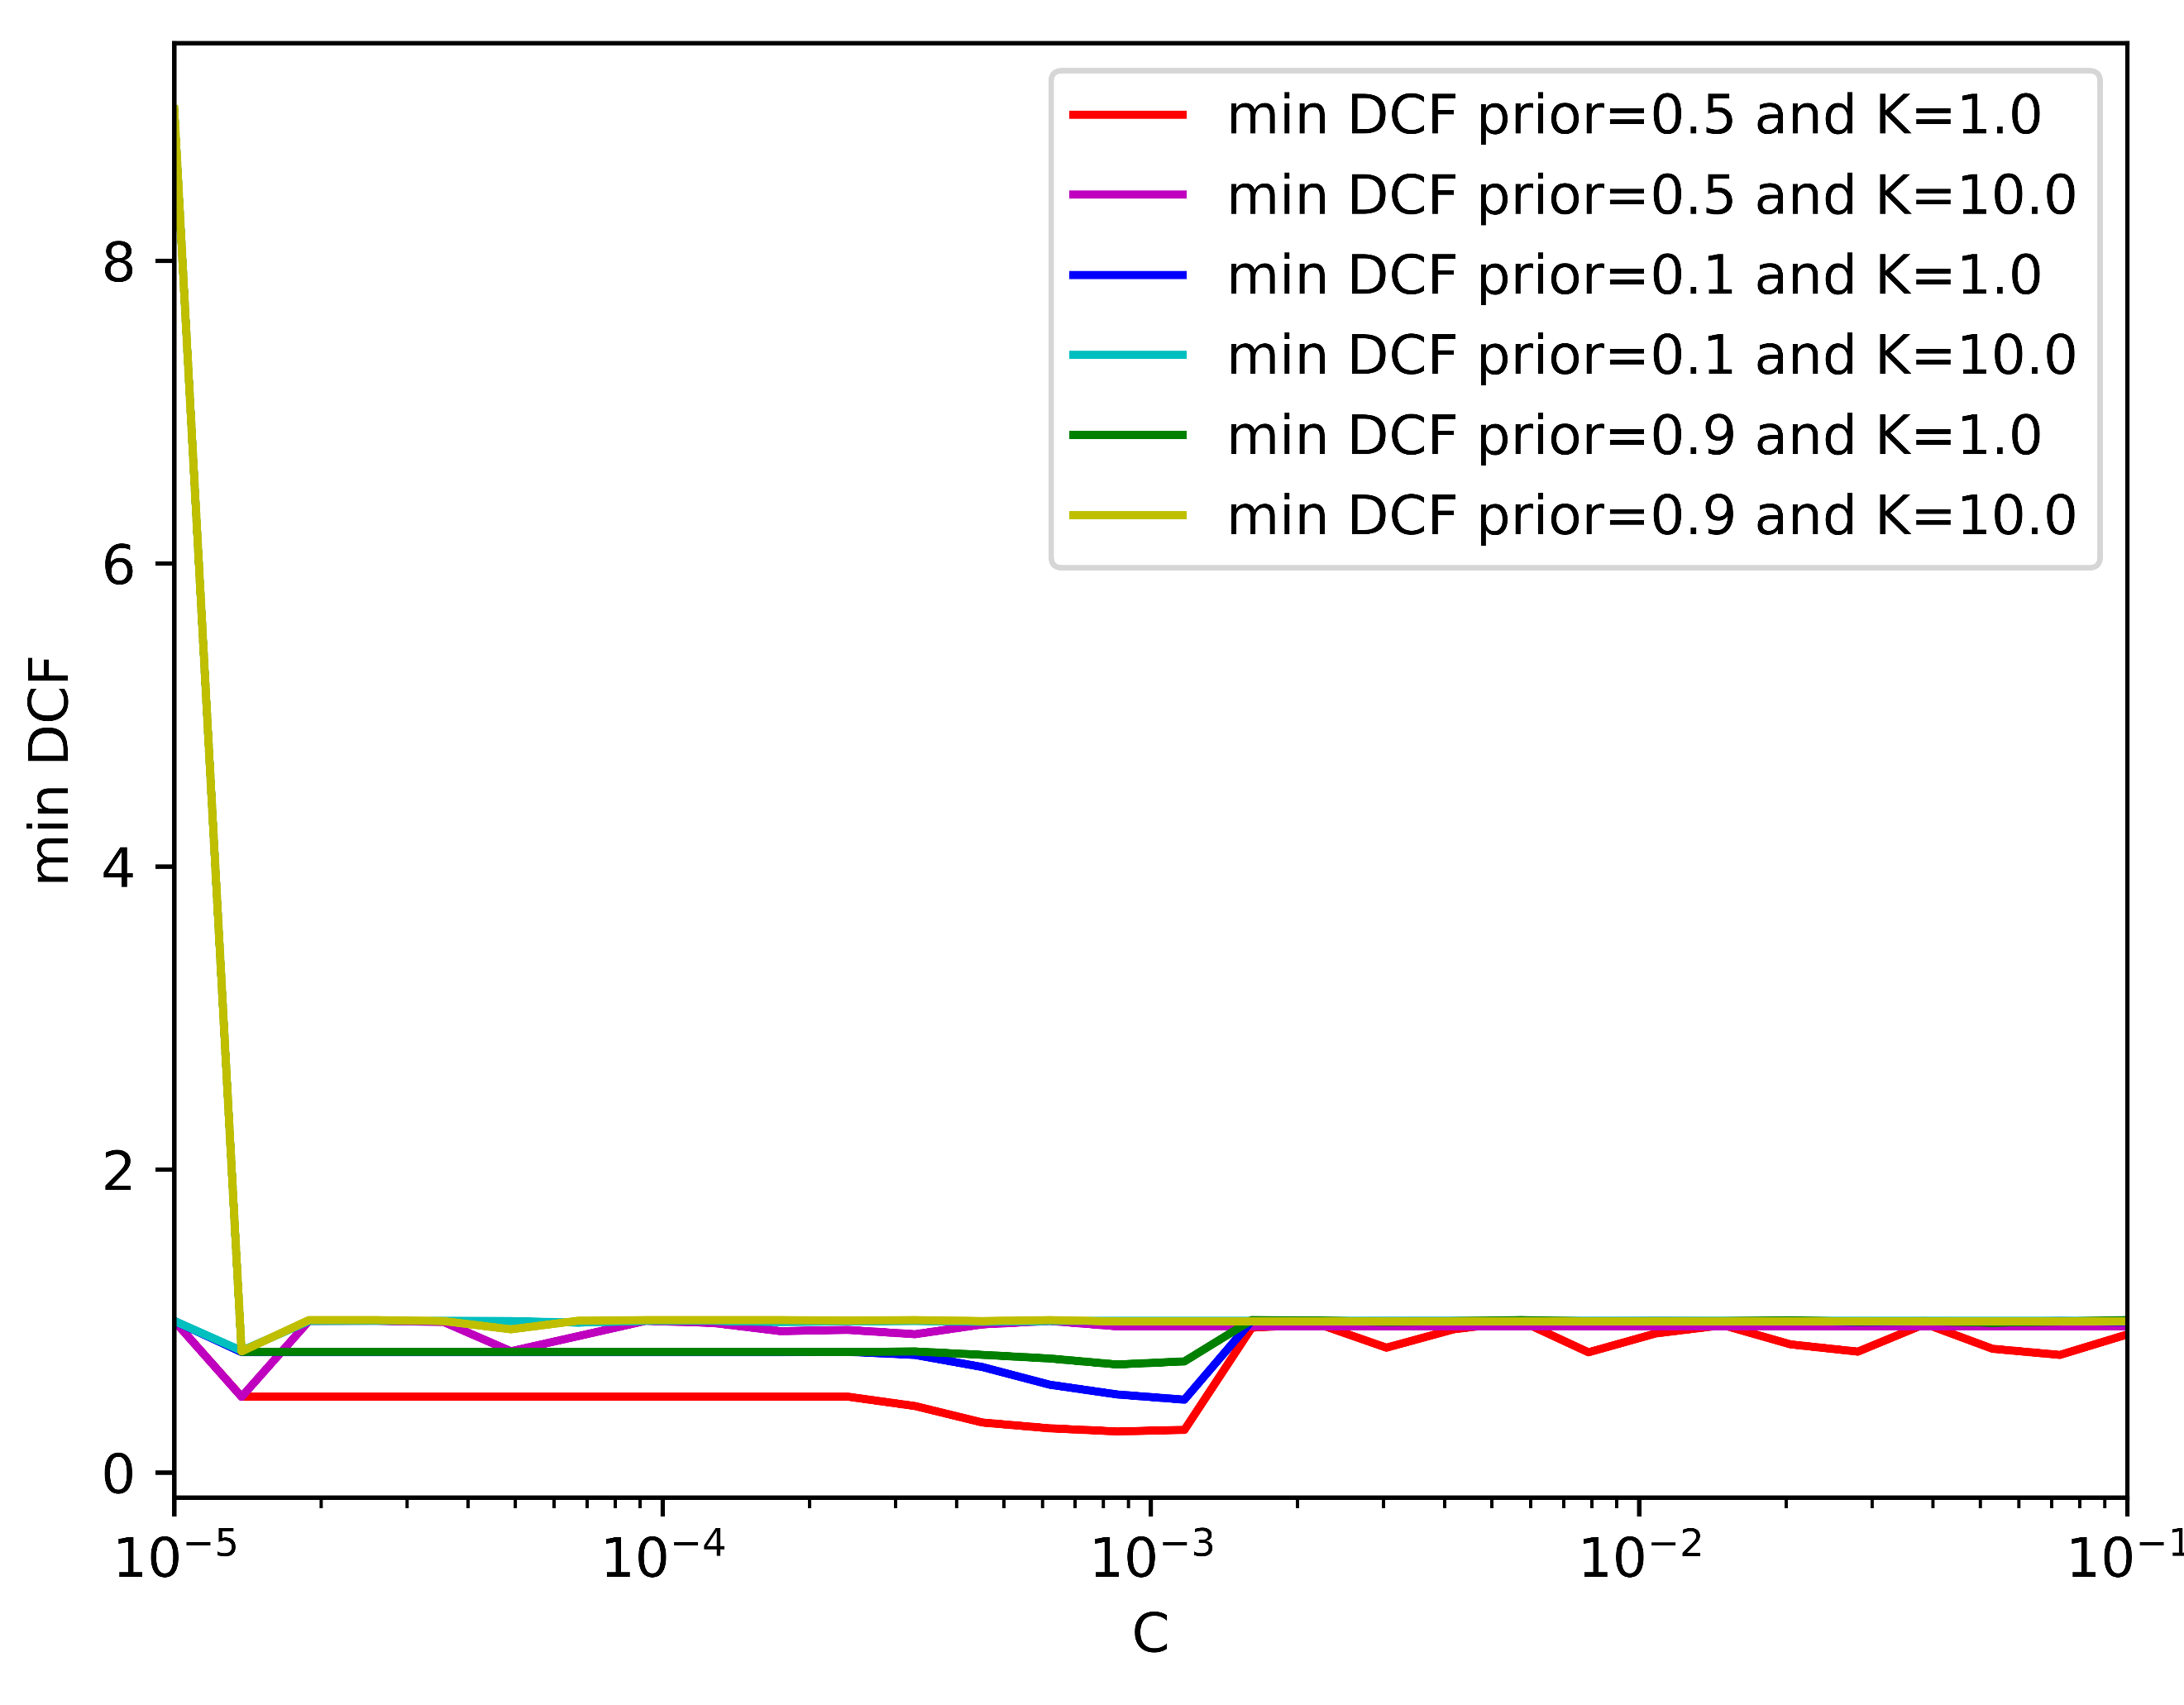 min DCF prior=0.5 and K=1.0
min DCF prior=0.5 and K=10.0
min DCF prior=0.1 and K=1.0
min DCF prior=0.1 and K=10.0
min DCF prior=0.9 and K=1.0
min DCF prior=0.9 and K=10.0
min DCF
8
6
4
2
0
10⁻⁵ 10⁻⁴ 10⁻³ 10⁻² 10⁻¹
C